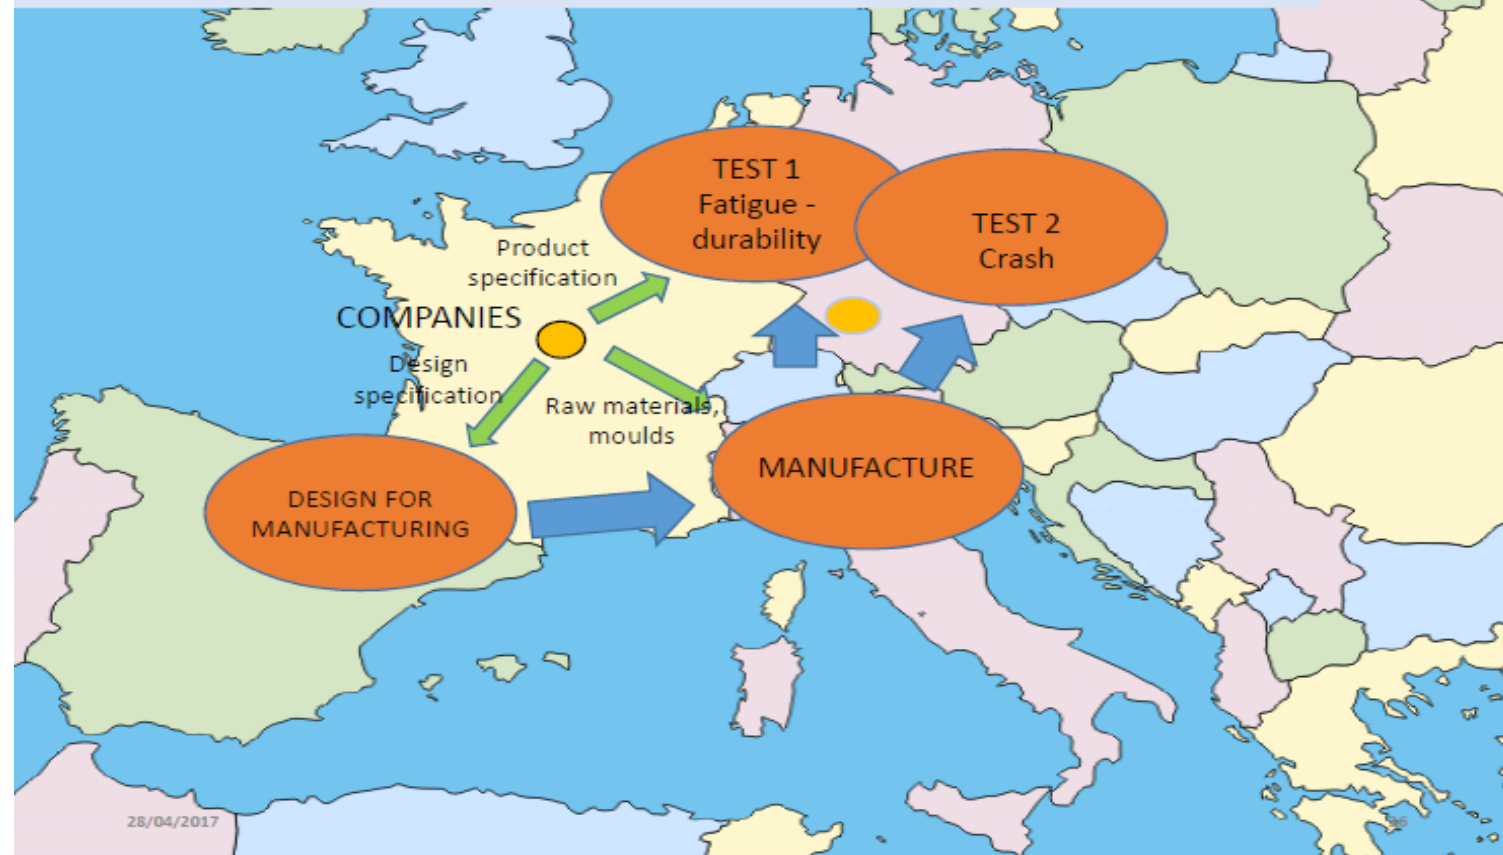 TEST 1
Fatigue -
durability
TEST 2
Crash
Product
specification
COMPANIES
Design
specification
Raw materials,
moulds
MANUFACTURE
DESIGN FOR
MANUFACTURING
28/04/2017